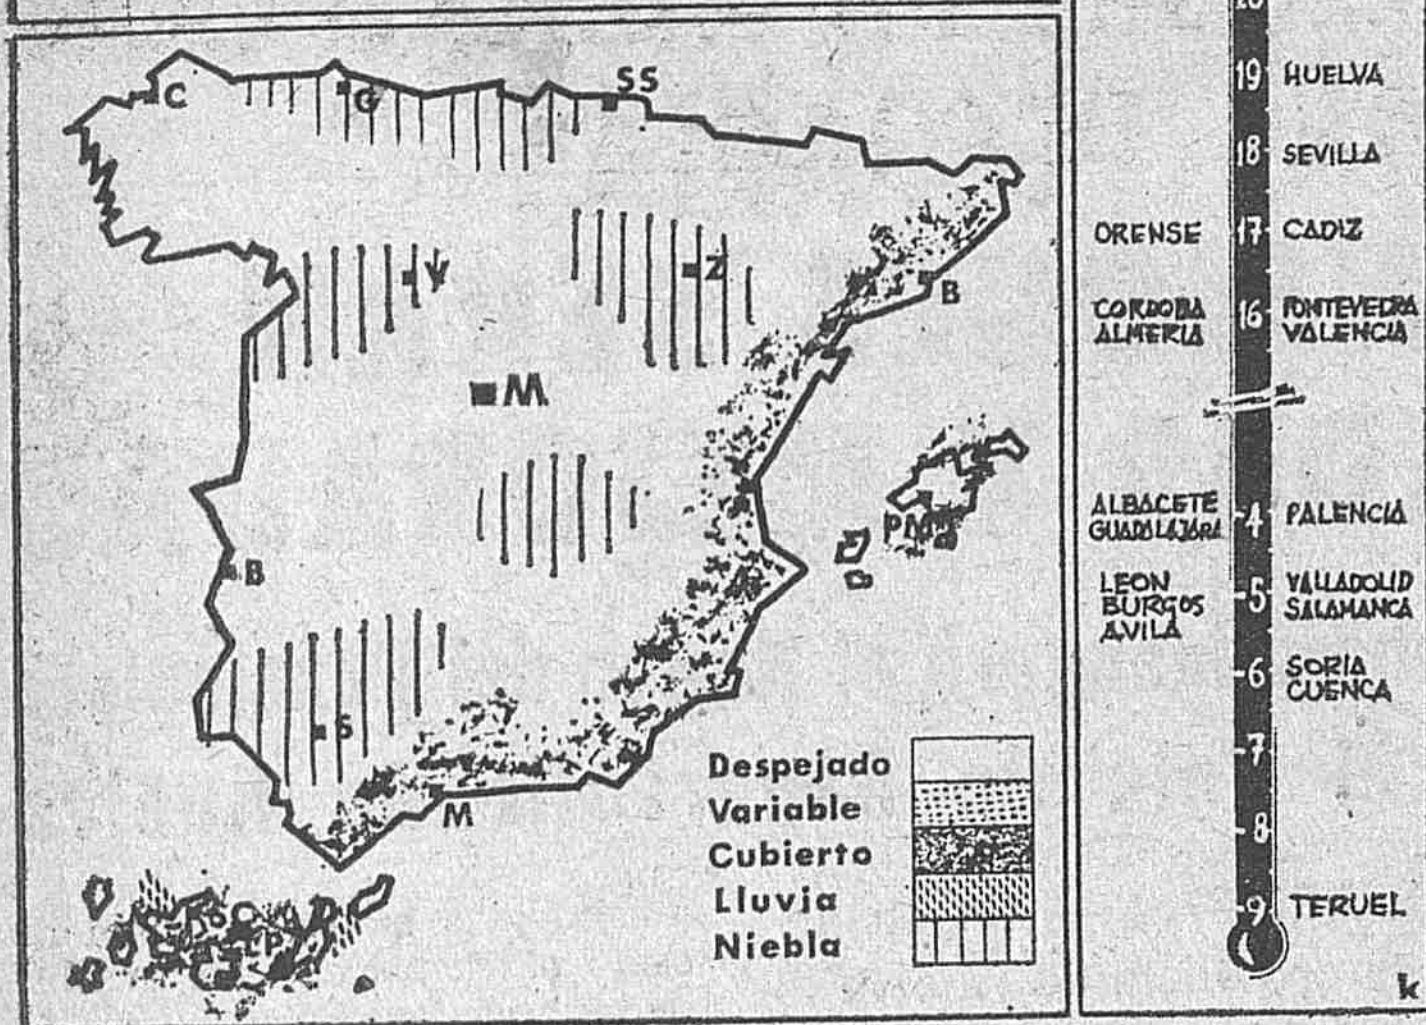 C
G
SS
V
Z
B
M
PM
B
S
M
Despejado
Variable
Cubierto
Lluvia
Niebla
P
19 HUELVA
18 SEVILLA
ORENSE 17 CADIZ
CORDOBA 16 PONTEVEDRA
ALMERIA VALENCIA
ALBACETE -4 PALENCIA
GUADALAJARA
LEON -5 VALLADOLID
BURGOS SALAMANCA
AVILA
-6 SORIA
CUENCA
-7
-8
-9 TERUEL
k